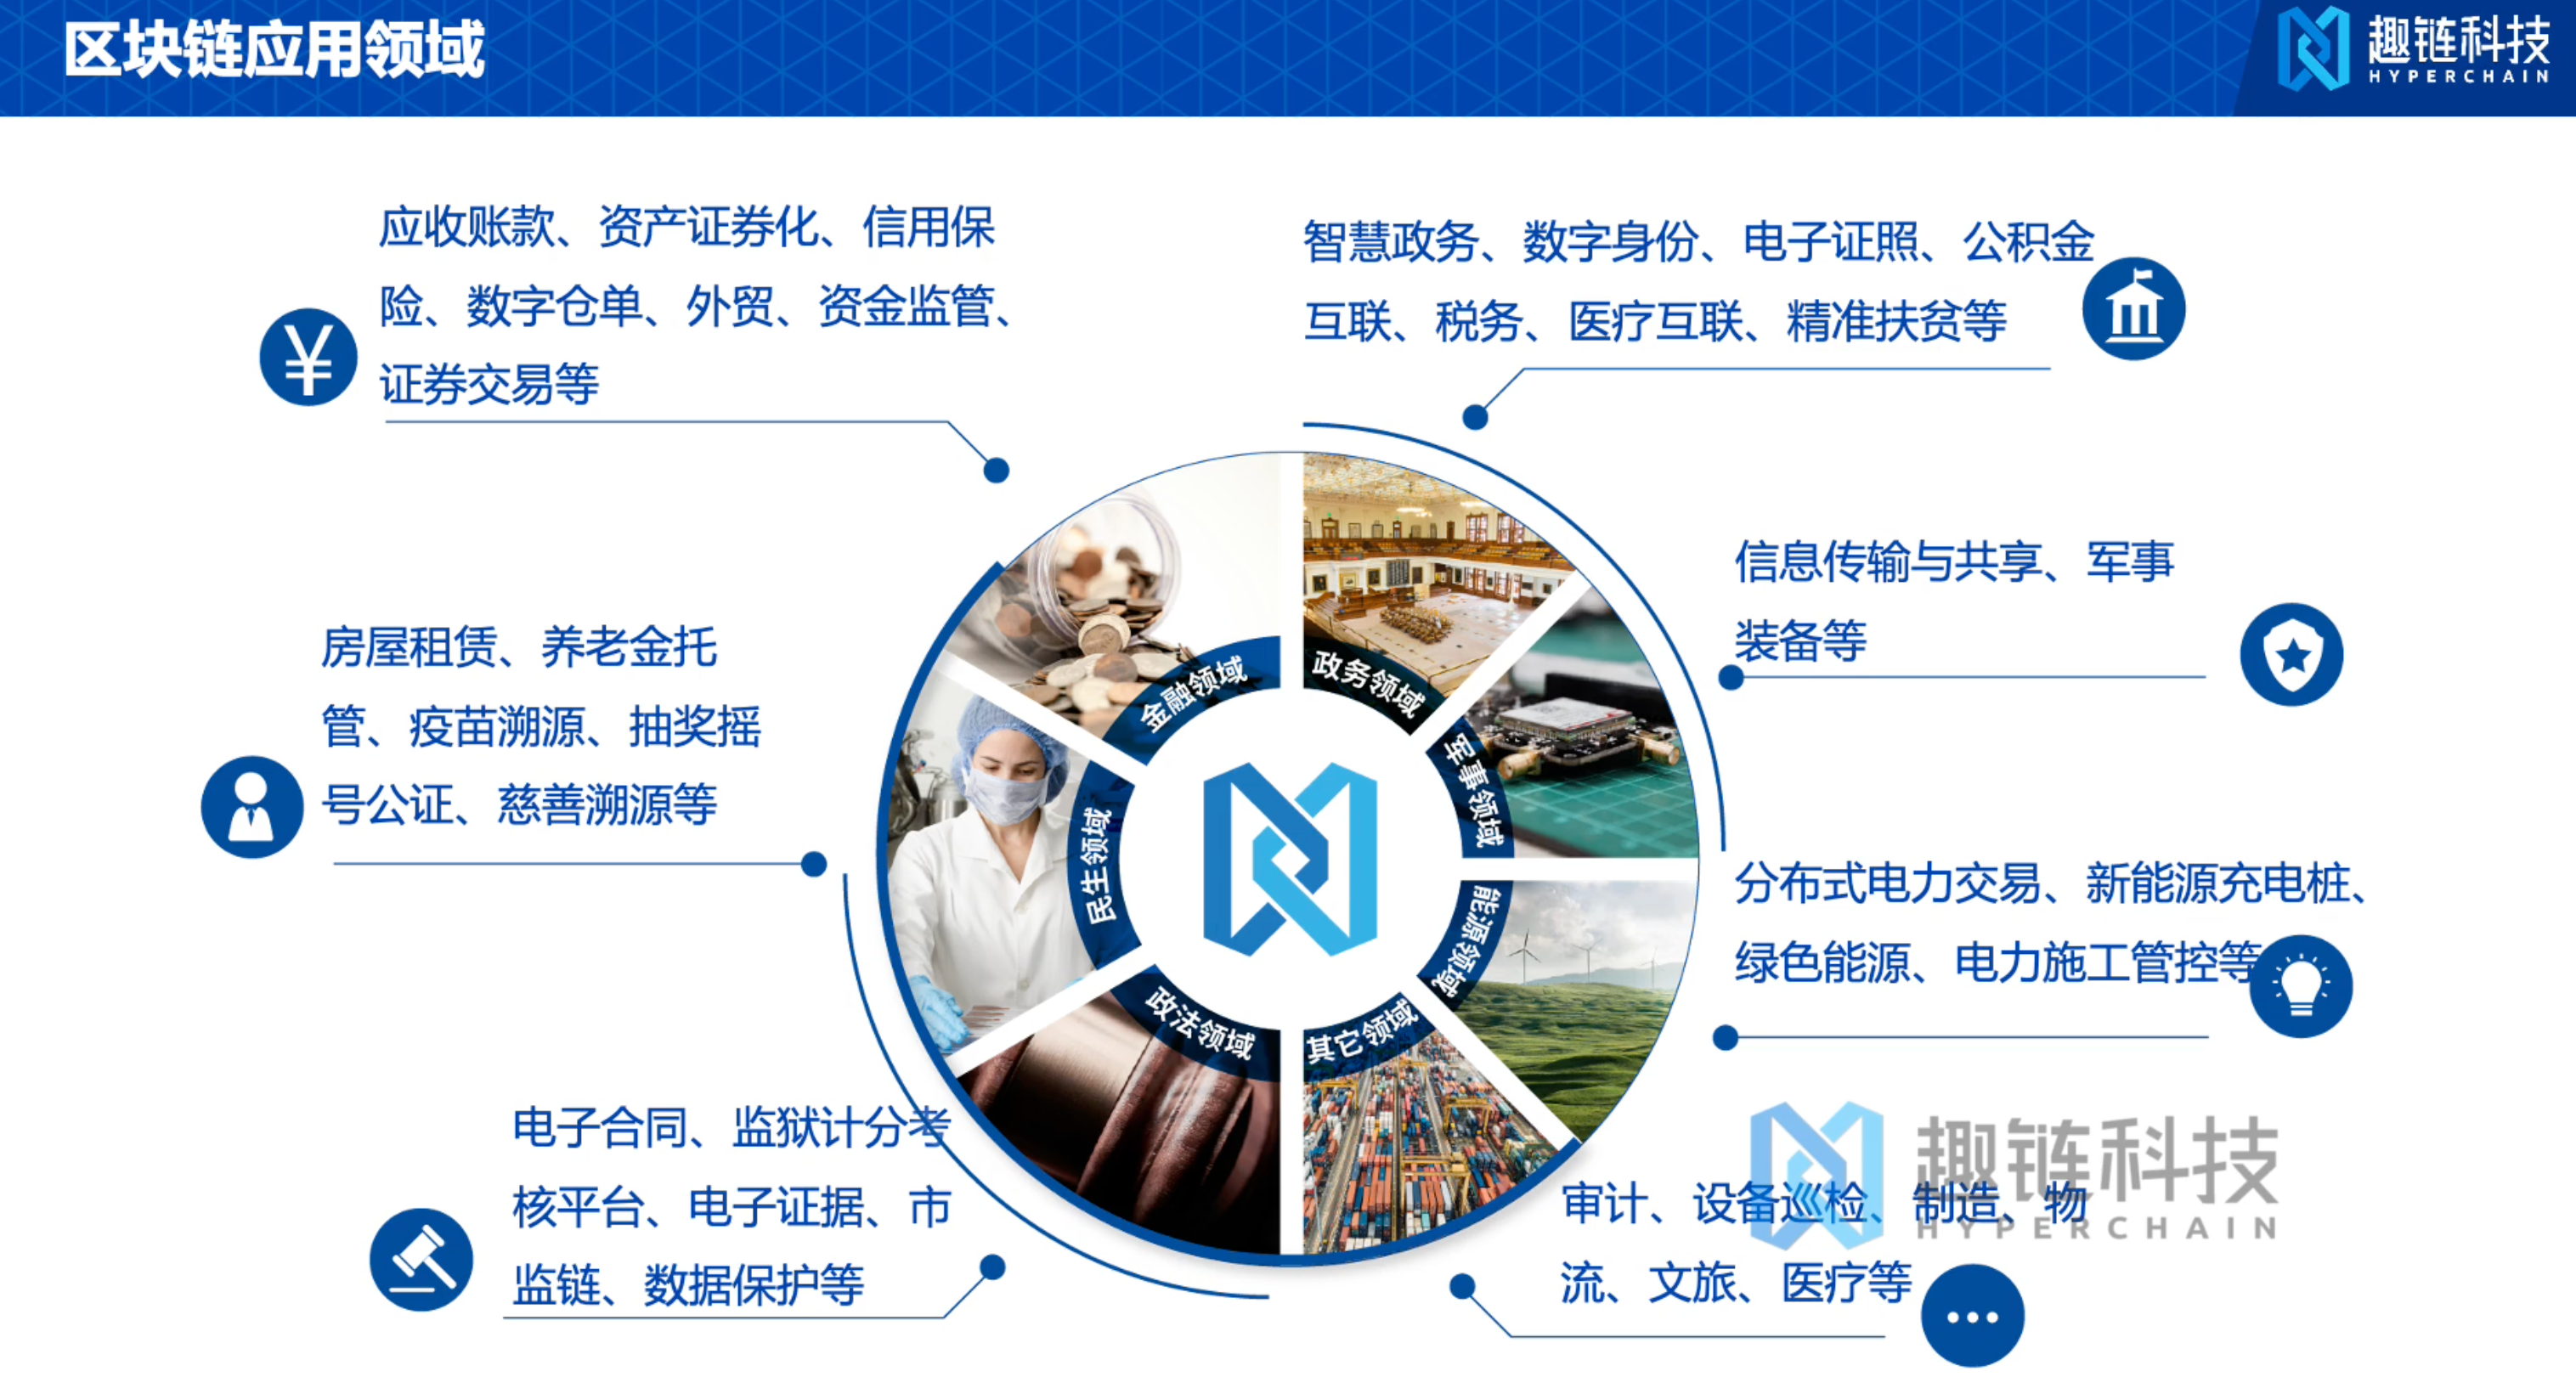 区块链应用领域
趣链科技
HYPERCHAIN
应收账款、资产证券化、信用保
险、数字仓单、外贸、资金监管、
证券交易等
智慧政务、数字身份、电子证照、公积金
互联、税务、医疗互联、精准扶贫等
信息传输与共享、军事
装备等
房屋租赁、养老金托
管、疫苗溯源、抽奖摇
号公证、慈善溯源等
金融领域
政务领域
军事领域
民生领域
能源领域
政法领域
其它领域
分布式电力交易、新能源充电桩、
绿色能源、电力施工管控等
电子合同、监狱计分考
核平台、电子证据、市
监链、数据保护等
审计、设备巡检、制造、物
流、文旅、医疗等
趣链科技
HYPERCHAIN